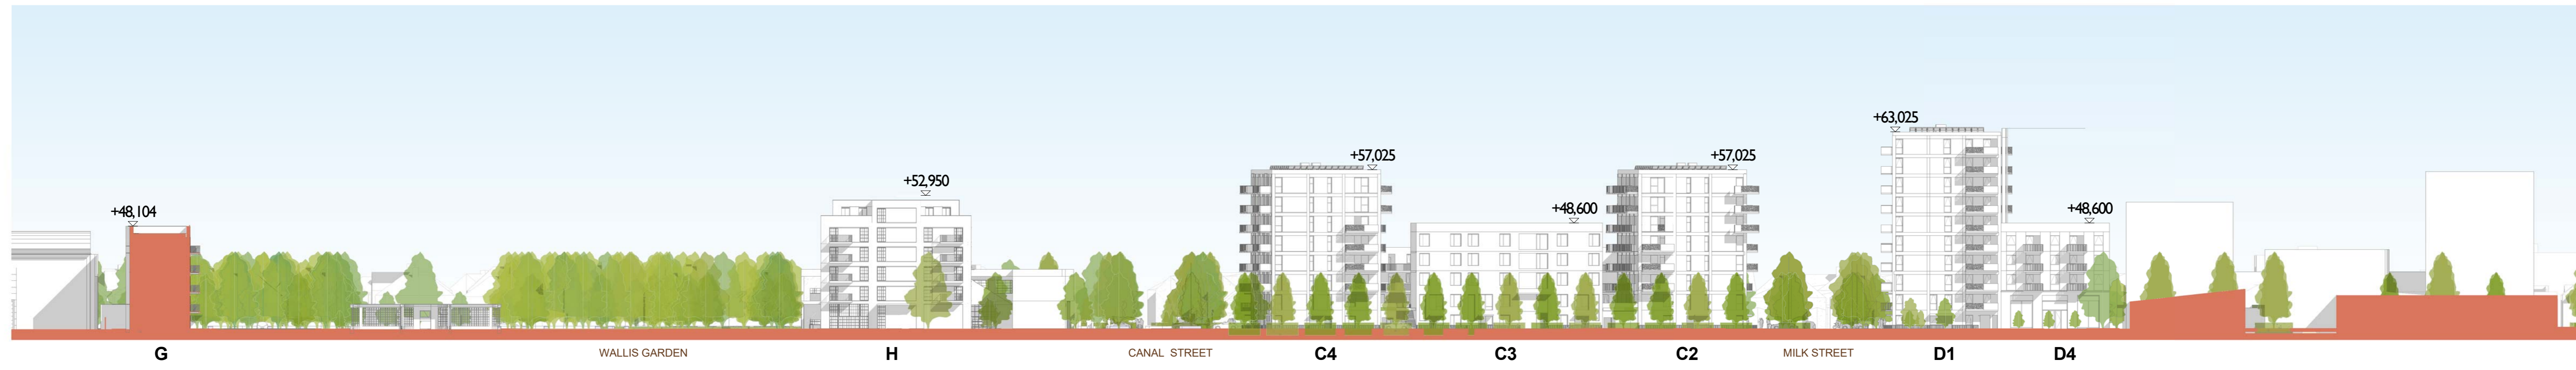 +63,025
+57,025
+57,025
+52,950
+48,600
+48,600
+48,104
G
WALLIS GARDEN
H
CANAL STREET
C4
C3
C2
MILK STREET
D1
D4